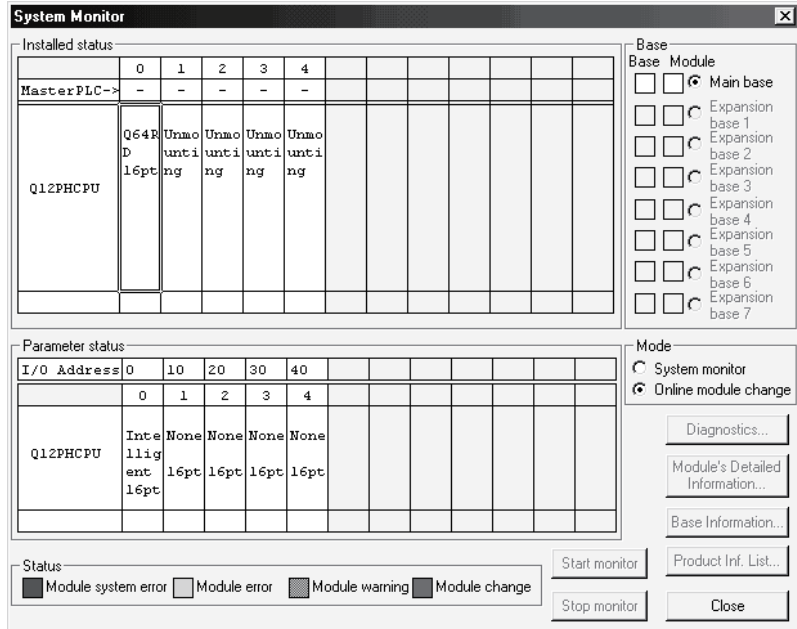 System Monitor
Installed status
0 1 2 3 4
MasterPLC-> - - - - -
Q12PHCPU
Q64R
D
16pt
Unmo
unti
ng
Unmo
unti
ng
Unmo
unti
ng
Unmo
unti
ng
Base
Base Module
Main base
Expansion
base 1
Expansion
base 2
Expansion
base 3
Expansion
base 4
Expansion
base 5
Expansion
base 6
Expansion
base 7
Parameter status
I/O Address 0 10 20 30 40
0 1 2 3 4
Q12PHCPU
Inte
llig
ent
16pt
None
16pt
None
16pt
None
16pt
None
16pt
Mode
System monitor
Online module change
Diagnostics...
Module's Detailed
Information...
Base Information...
Product Inf. List...
Status
Module system error Module error Module warning Module change
Start monitor
Stop monitor
Close